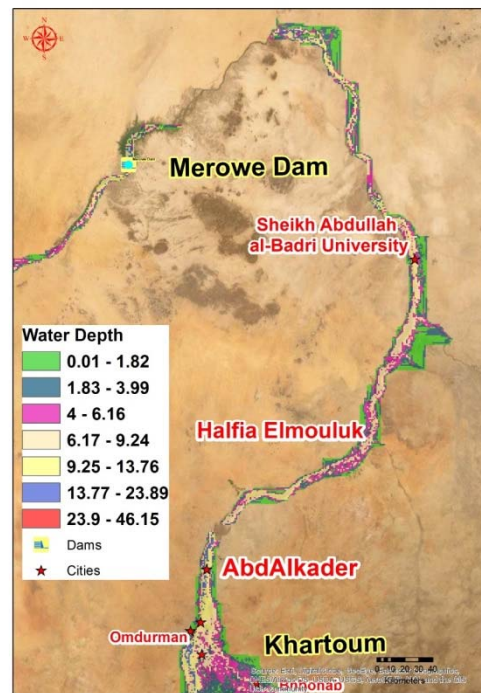 N
W
E
S
Merowe Dam
Sheikh Abdullah
al-Badri University
Water Depth
0.01 - 1.82
1.83 - 3.99
4 - 6.16
6.17 - 9.24
9.25 - 13.76
13.77 - 23.89
23.9 - 46.15
Dams
Cities
Halfia Elmouluk
AbdAlkader
Omdurman
Khartoum
Kilometers